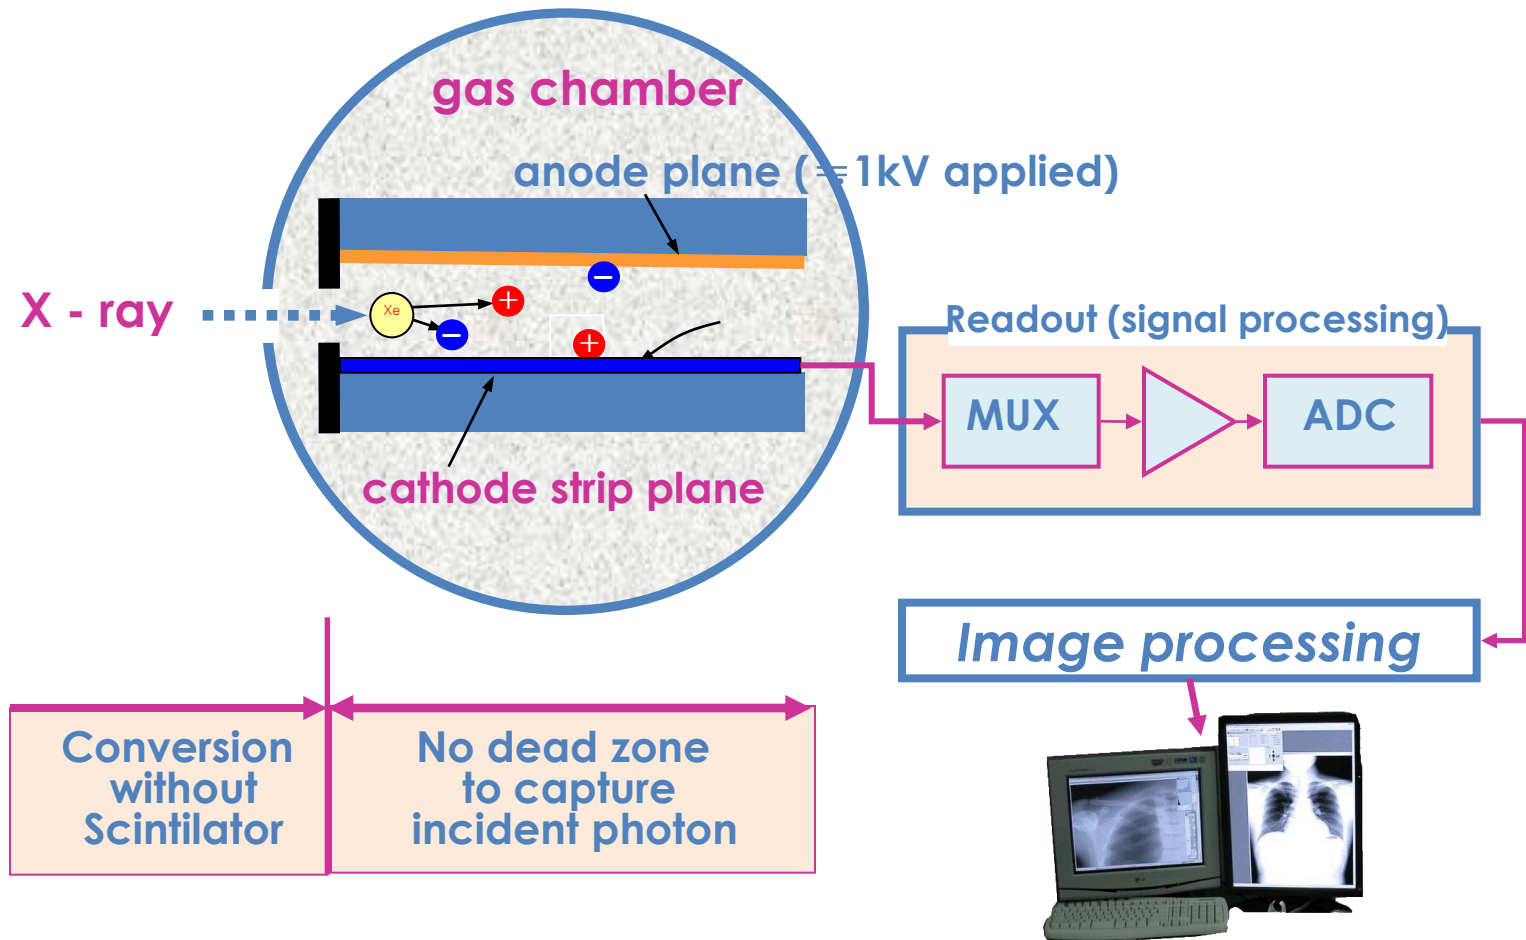 gas chamber
anode plane (≒1kV applied)
Xe
+
−
−
+
X - ray
cathode strip plane
Readout (signal processing)
MUX
ADC
Image processing
Conversion
without
Scintilator
No dead zone
to capture
incident photon